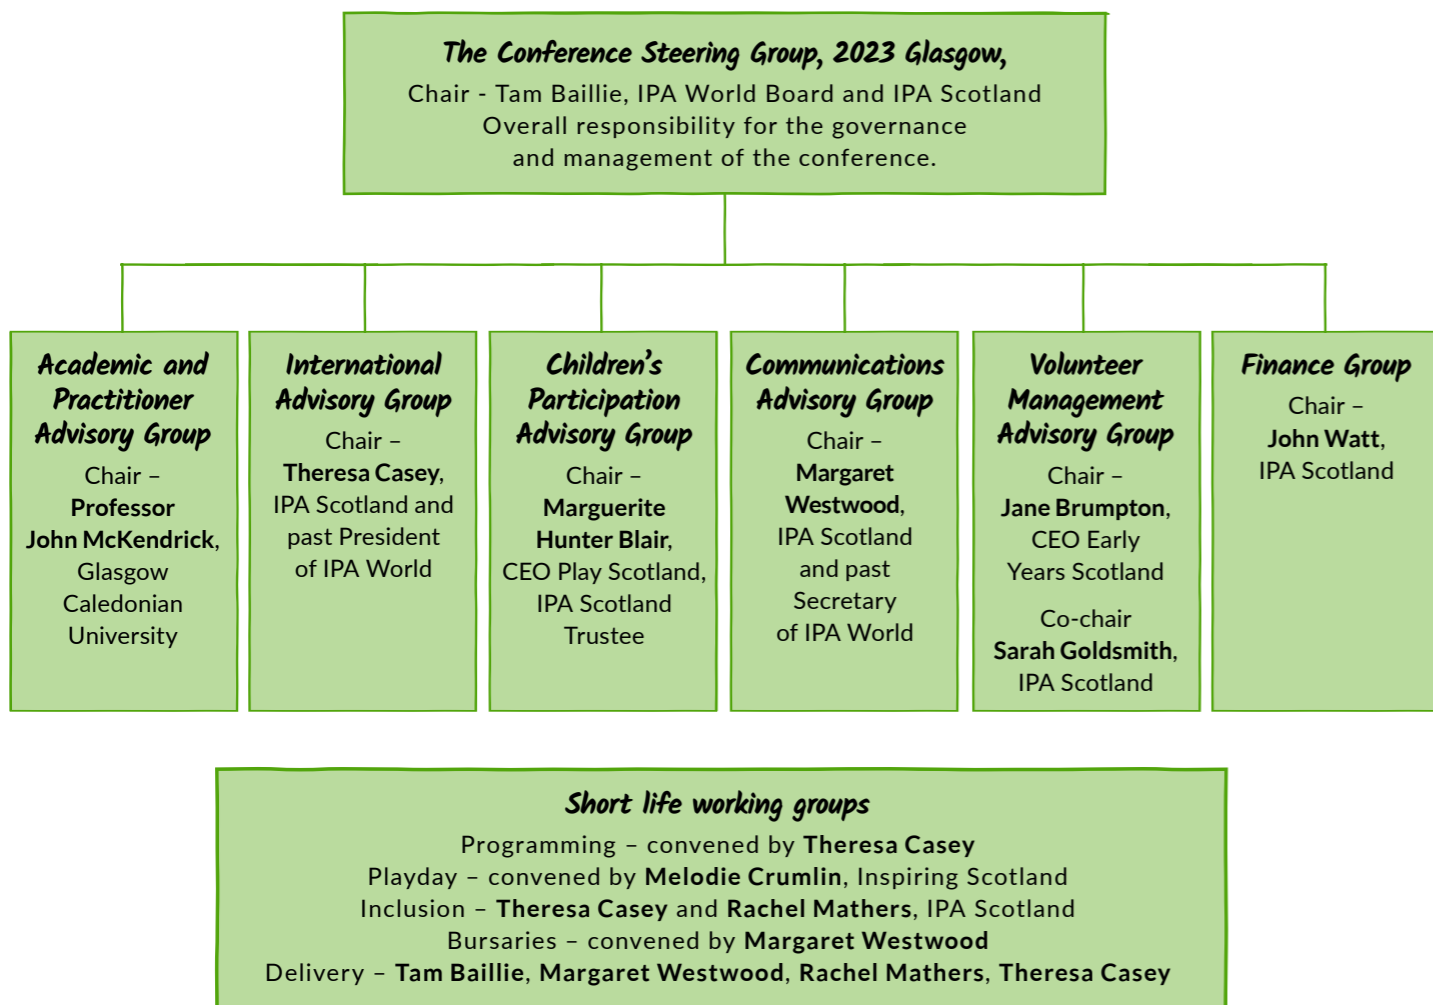 The Conference Steering Group, 2023 Glasgow,
Chair - Tam Baillie, IPA World Board and IPA Scotland
Overall responsibility for the governance
and management of the conference.
Academic and
Practitioner
Advisory Group
Chair –
Professor
John McKendrick,
Glasgow
Caledonian
University
International
Advisory Group
Chair –
Theresa Casey,
IPA Scotland and
past President
of IPA World
Children's
Participation
Advisory Group
Chair –
Marguerite
Hunter Blair,
CEO Play Scotland,
IPA Scotland
Trustee
Communications
Advisory Group
Chair –
Margaret
Westwood,
IPA Scotland
and past
Secretary
of IPA World
Volunteer
Management
Advisory Group
Chair –
Jane Brumpton,
CEO Early
Years Scotland
Co-chair
Sarah Goldsmith,
IPA Scotland
Finance Group
Chair –
John Watt,
IPA Scotland
Short life working groups
Programming – convened by Theresa Casey
Playday – convened by Melodie Crumlin, Inspiring Scotland
Inclusion – Theresa Casey and Rachel Mathers, IPA Scotland
Bursaries – convened by Margaret Westwood
Delivery – Tam Baillie, Margaret Westwood, Rachel Mathers, Theresa Casey